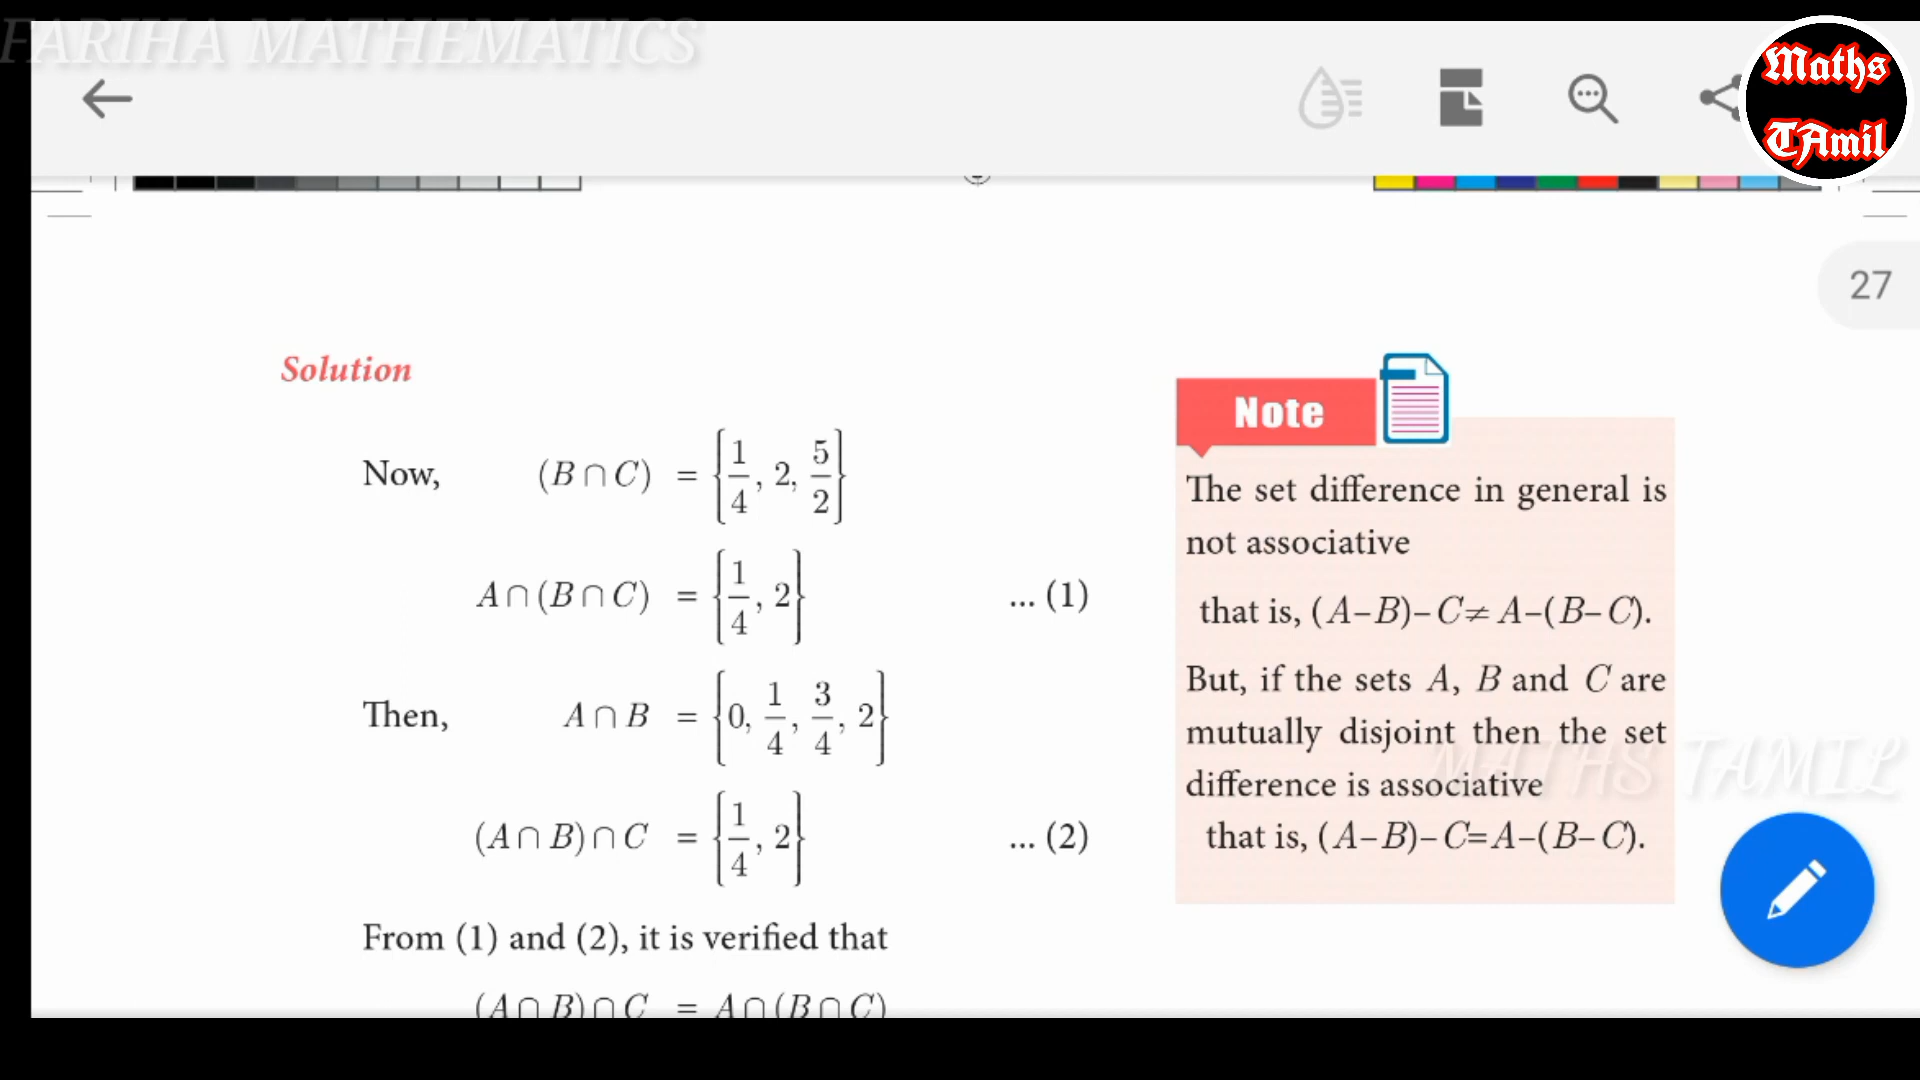 FARIHA MATHEMATICS
Maths
TAmil
27
Solution
Now, (B∩C) = {1/4, 2, 5/2}
A∩(B∩C) = {1/4, 2} ... (1)
Then, A∩B = {0, 1/4, 3/4, 2}
(A∩B)∩C = {1/4, 2} ... (2)
From (1) and (2), it is verified that
(A∩B)∩C = A∩(B∩C)
Note
The set difference in general is
not associative
that is, (A–B)–C≠A–(B–C).
But, if the sets A, B and C are
mutually disjoint then the set
difference is associative
that is, (A–B)–C=A–(B–C).
MATHS TAMIL